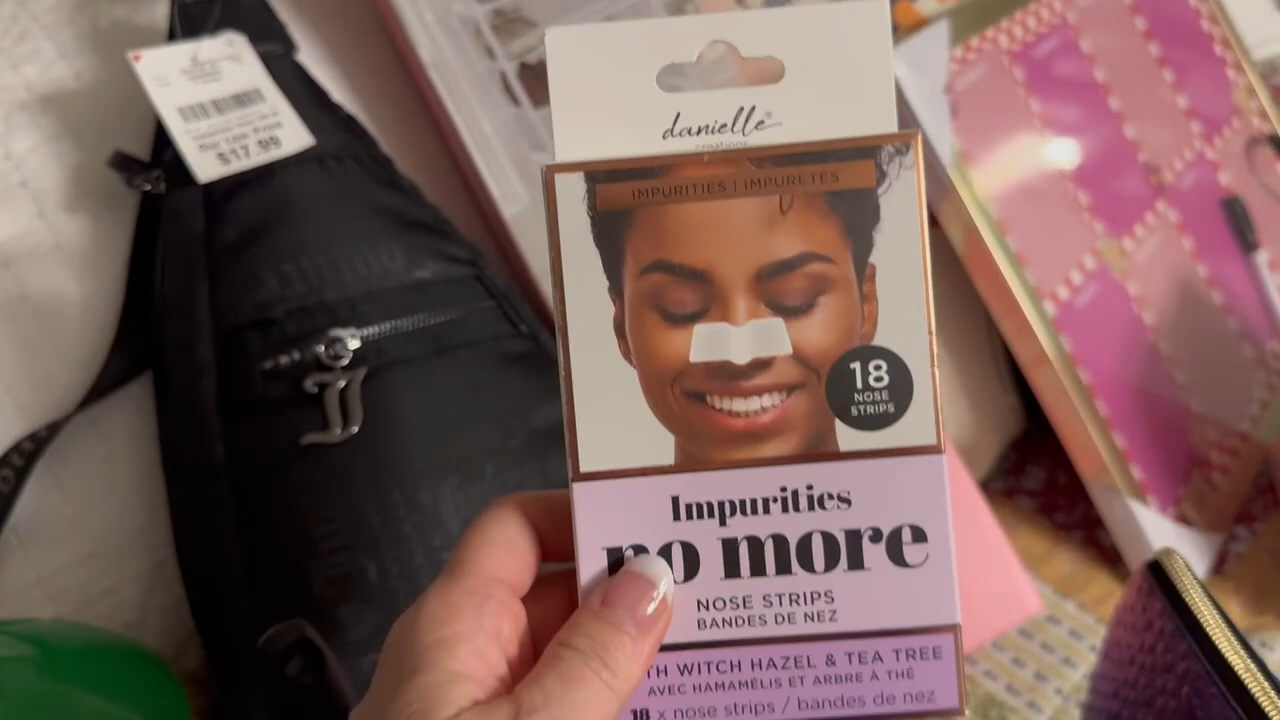 danielle®
creations
IMPURITIES | IMPURETÉS
18
NOSE
STRIPS
Impurities
no more
NOSE STRIPS
BANDES DE NEZ
WITCH HAZEL & TEA TREE
AVEC HAMAMÉLIS ET ARBRE À THÉ
18 x nose strips / bandes de nez
$17.99